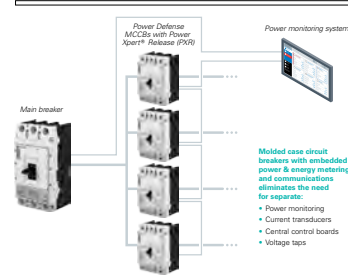 Power Defense
MCCBs with Power
Xpert® Release (PXR)
Power monitoring system
Main breaker
Molded case circuit
breakers with embedded
power & energy metering
and communications
eliminates the need
for separate:
• Power monitoring
• Current transducers
• Central control boards
• Voltage taps